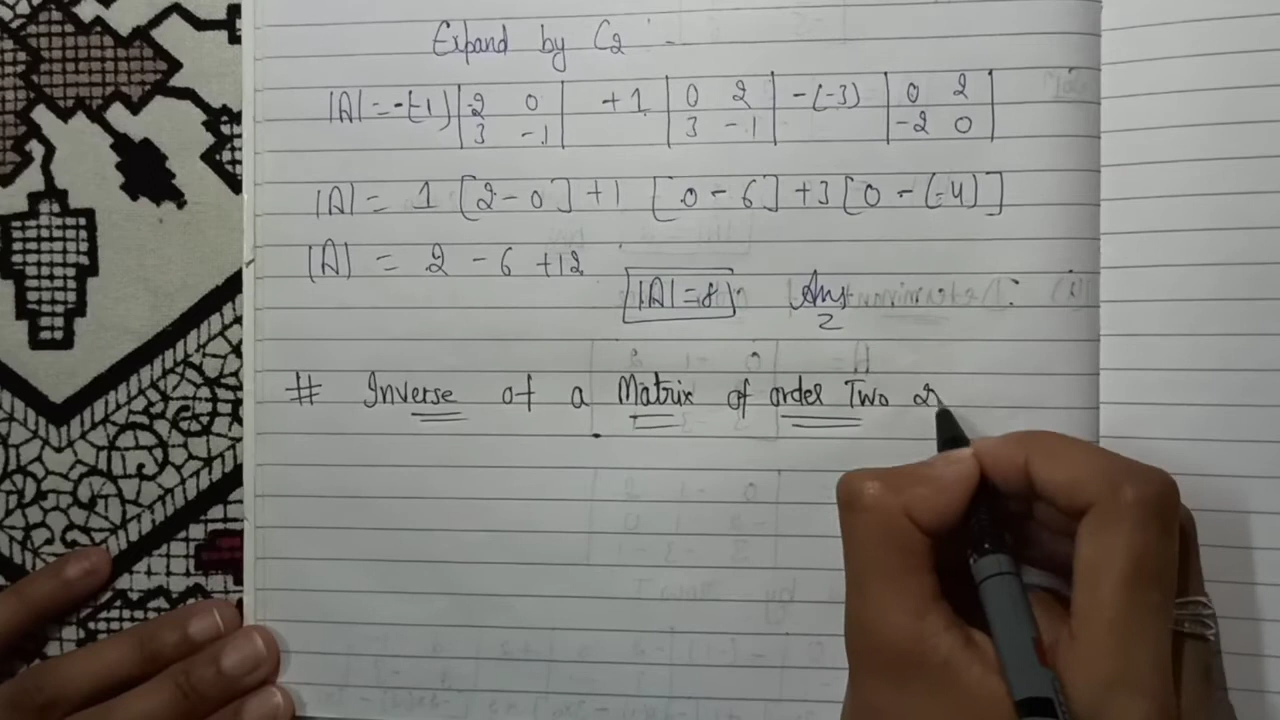 Expand by C2 :-
|A| = -(-1) | -2 0 | + 1 | 0 2 | - (-3) | 0 2 |
| 3 -1 | | 3 -1 | | -2 0 |
|A| = 1 [2 - 0] + 1 [0 - 6] + 3 [0 - (-4)]
|A| = 2 - 6 + 12
|A| = 8 Ans
# Inverse of a Matrix of order Two 2